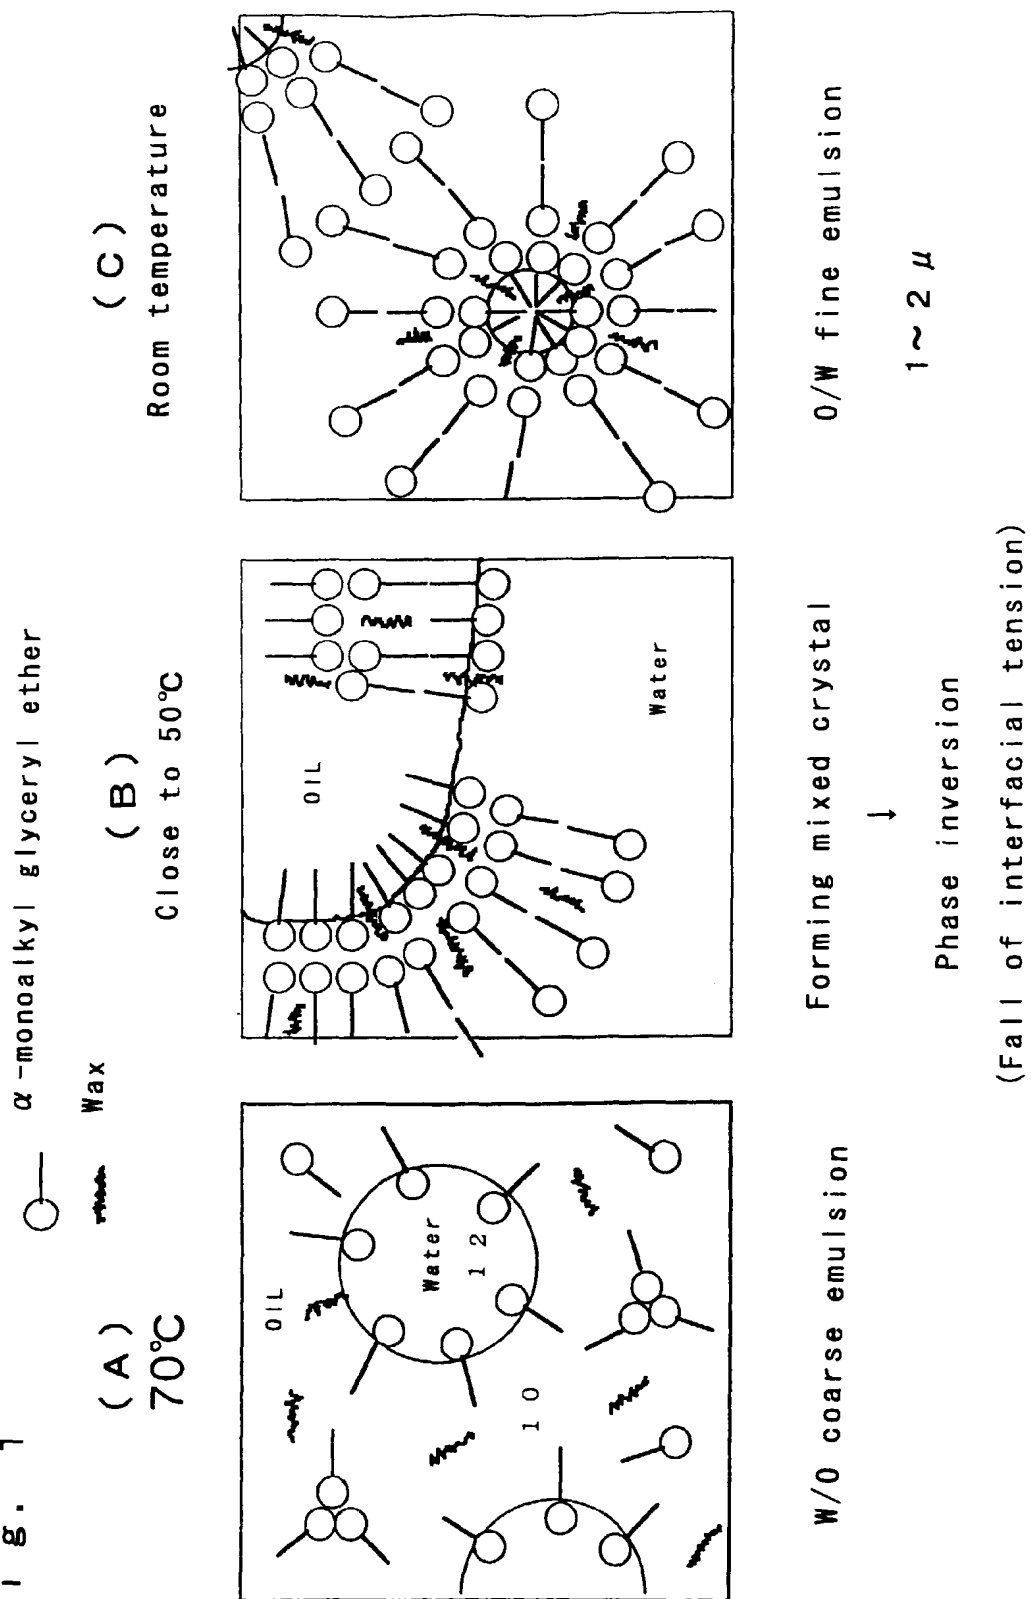 i g. 1
α-monoalkyl glyceryl ether
Wax
(A)
70℃
OIL
Water
12
10
W/O coarse emulsion
(B)
Close to 50℃
OIL
Water
Forming mixed crystal
↓
Phase inversion
(Fall of interfacial tension)
(C)
Room temperature
O/W fine emulsion
1~2 μ